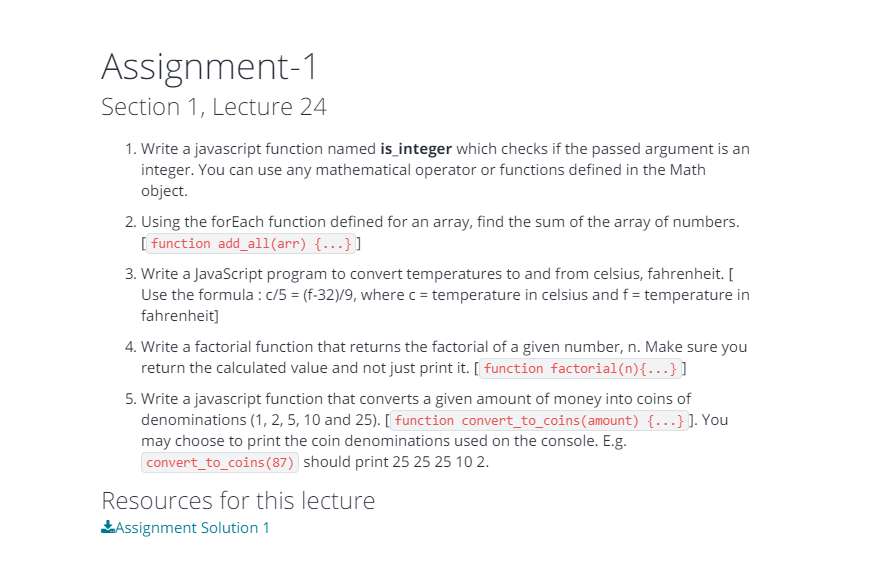 Assignment-1
Section 1, Lecture 24
1. Write a javascript function named is_integer which checks if the passed argument is an
integer. You can use any mathematical operator or functions defined in the Math
object.
2. Using the forEach function defined for an array, find the sum of the array of numbers.
[ function add_all(arr) {...} ]
3. Write a JavaScript program to convert temperatures to and from celsius, fahrenheit. [
Use the formula : c/5 = (f-32)/9, where c = temperature in celsius and f = temperature in
fahrenheit]
4. Write a factorial function that returns the factorial of a given number, n. Make sure you
return the calculated value and not just print it. [ function factorial(n){...} ]
5. Write a javascript function that converts a given amount of money into coins of
denominations (1, 2, 5, 10 and 25). [ function convert_to_coins(amount) {...} ]. You
may choose to print the coin denominations used on the console. E.g.
convert_to_coins(87) should print 25 25 25 10 2.
Resources for this lecture
Assignment Solution 1